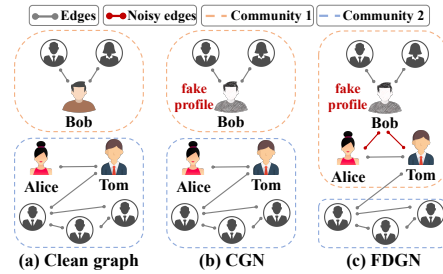 Edges
Noisy edges
Community 1
Community 2
Bob
Alice
Tom
(a) Clean graph
fake
profile
Bob
Alice
Tom
(b) CGN
fake
profile
Bob
Alice
Tom
(c) FDGN